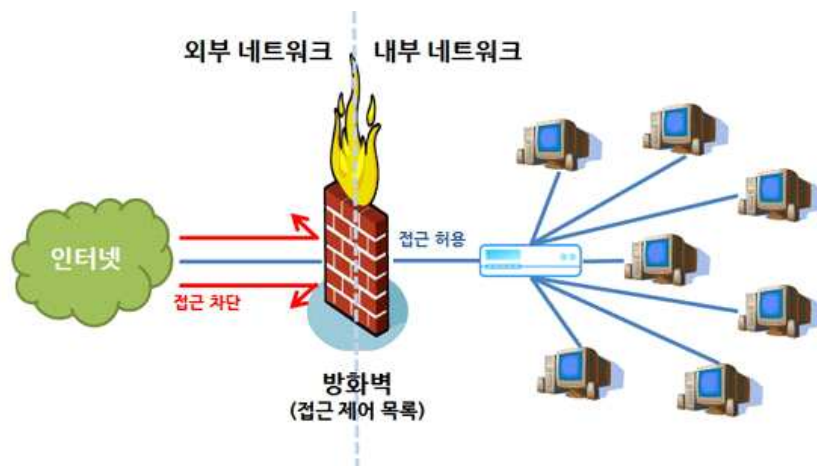 외부 네트워크
내부 네트워크
인터넷
접근 허용
접근 차단
방화벽
(접근 제어 목록)